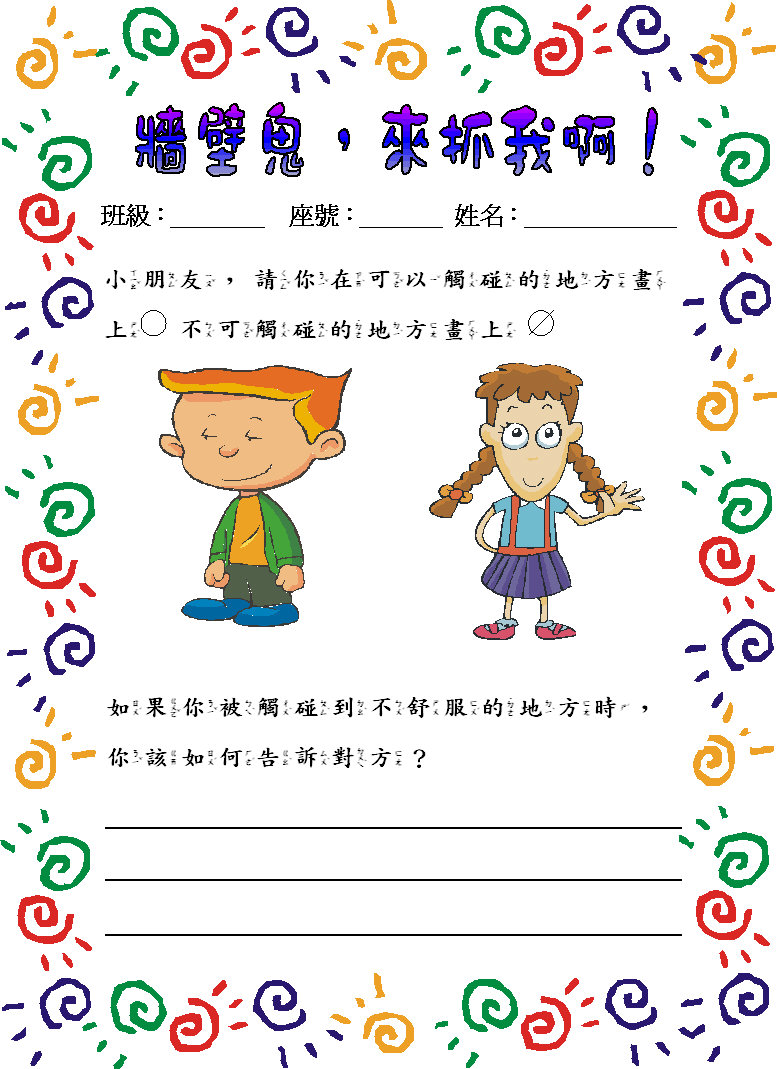 牆壁鬼，來抓我啊！
班級：＿＿＿＿ 座號：＿＿＿＿ 姓名：＿＿＿＿＿＿＿
小朋友，請你在可以觸碰的地方畫
上○ 不可觸碰的地方畫上∅
如果你被觸碰到不舒服的地方時，
你該如何告訴對方？